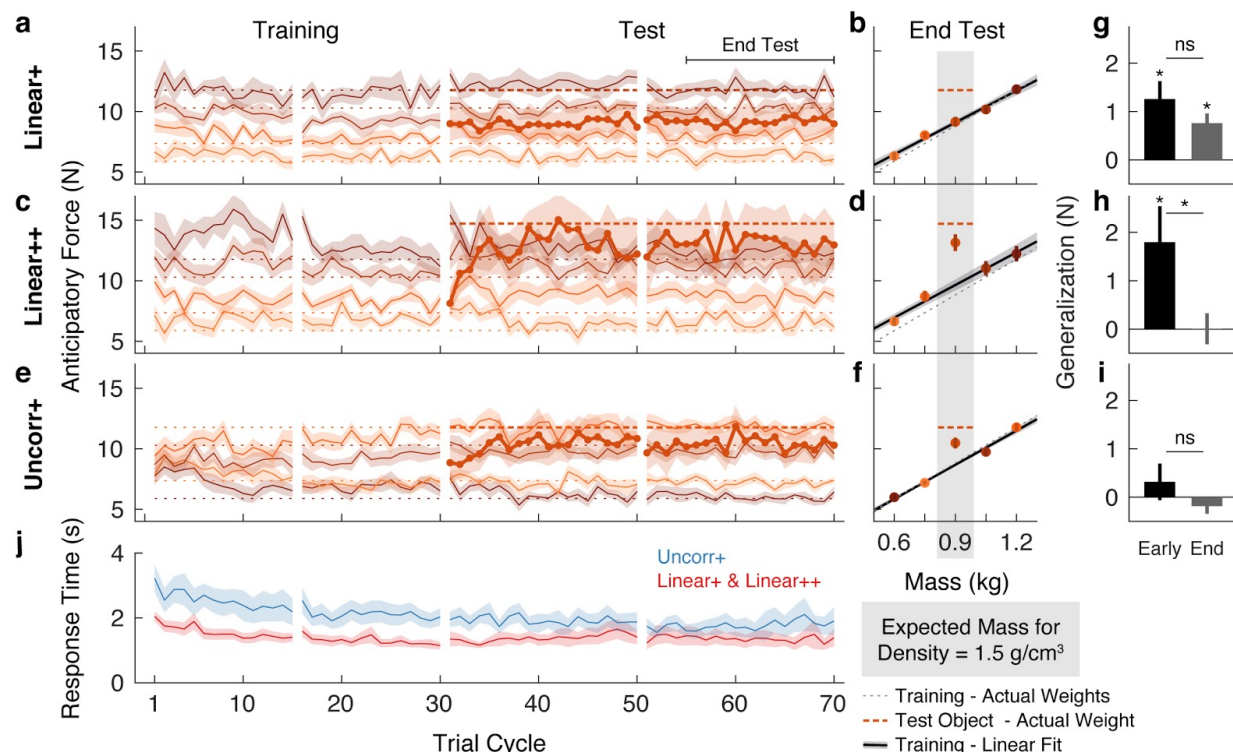 a Training Test b End Test g
End Test
Linear+
15
10
5
ns
* *
2
1
0
c d h
Linear++
Anticipatory Force (N)
15
10
5
Generalization (N)
* *
2
1
0
e f i
Uncorr+
15
10
5
ns
2
1
0
0.6 0.9 1.2
Mass (kg)
Early End
j
Response Time (s)
4
2
0
Uncorr+
Linear+ & Linear++
1 10 20 30 40 50 60 70
Trial Cycle
Expected Mass for
Density = 1.5 g/cm³
Training - Actual Weights
Test Object - Actual Weight
Training - Linear Fit